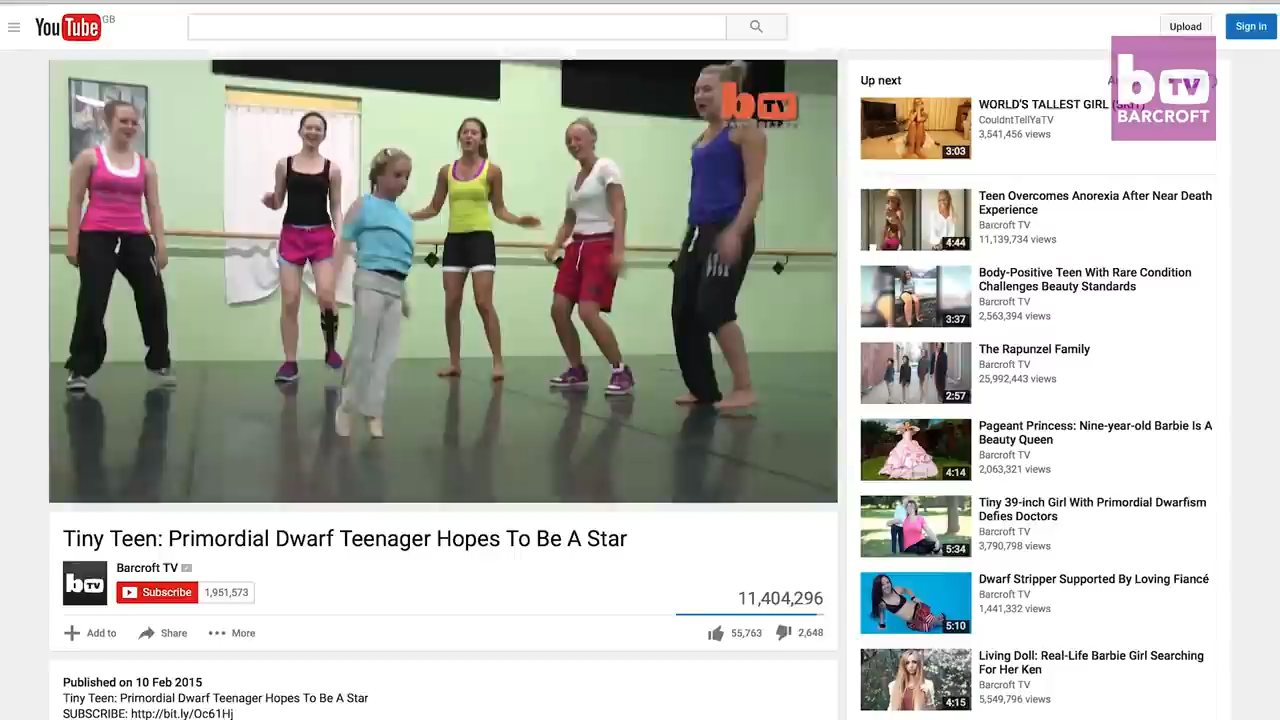 YouTube GB
Upload
Sign in
b TV
BARCROFT
b TV
Up next
WORLD'S TALLEST GIRL
CouldntTellYaTV
3,541,456 views
3:03
Teen Overcomes Anorexia After Near Death
Experience
Barcroft TV
11,139,734 views
4:44
Body-Positive Teen With Rare Condition
Challenges Beauty Standards
Barcroft TV
2,563,394 views
3:37
The Rapunzel Family
Barcroft TV
25,992,443 views
2:57
Pageant Princess: Nine-year-old Barbie Is A
Beauty Queen
Barcroft TV
2,063,321 views
4:14
Tiny 39-inch Girl With Primordial Dwarfism
Defies Doctors
Barcroft TV
3,790,798 views
5:34
Dwarf Stripper Supported By Loving Fiancé
Barcroft TV
1,441,332 views
5:10
Living Doll: Real-Life Barbie Girl Searching
For Her Ken
Barcroft TV
5,549,796 views
4:15
Tiny Teen: Primordial Dwarf Teenager Hopes To Be A Star
b TV
Barcroft TV
Subscribe 1,951,573
11,404,296
Add to Share More
55,763 2,648
Published on 10 Feb 2015
Tiny Teen: Primordial Dwarf Teenager Hopes To Be A Star
SUBSCRIBE: http://bit.ly/Oc61Hj